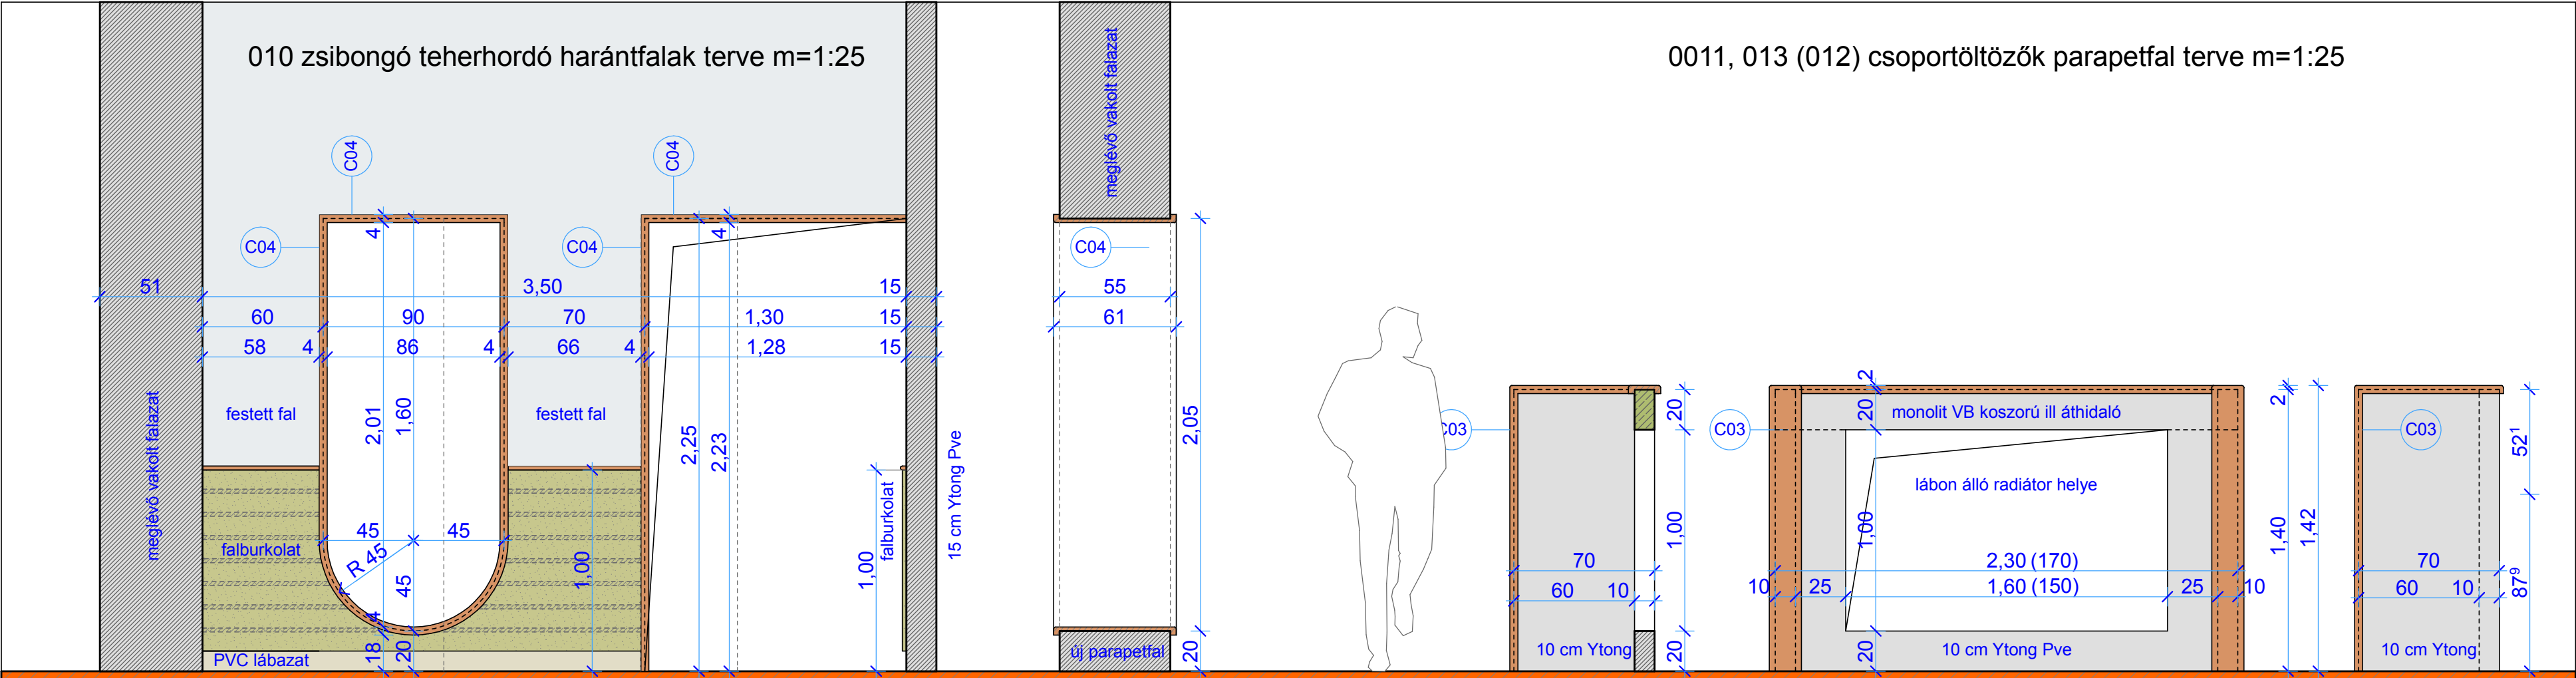 010 zsibongó teherhordó harántfalak terve m=1:25
0011, 013 (012) csoportöltözők parapetfal terve m=1:25
meglévő vakolt falazat
C04
C04
C04
C04
4
4
51
3,50
15
60
90
70
1,30
15
58
4
86
4
66
4
1,28
15
festett fal
festett fal
2,01
1,60
2,25
2,23
meglévő vakolt falazat
falburkolat
45
45
R 45
45
4
18
20
1,00
1,00
falburkolat
PVC lábazat
15 cm Ytong Pve
C04
55
61
2,05
20
új parapetfal
C03
20
1,00
20
70
60
10
10 cm Ytong
C03
2
20
monolit VB koszorú ill áthidaló
lábon álló radiátor helye
1,00
2,30 (170)
10
25
1,60 (150)
25
10
20
10 cm Ytong Pve
2
1,40
1,42
C03
70
60
10
10 cm Ytong
52¹
87⁹